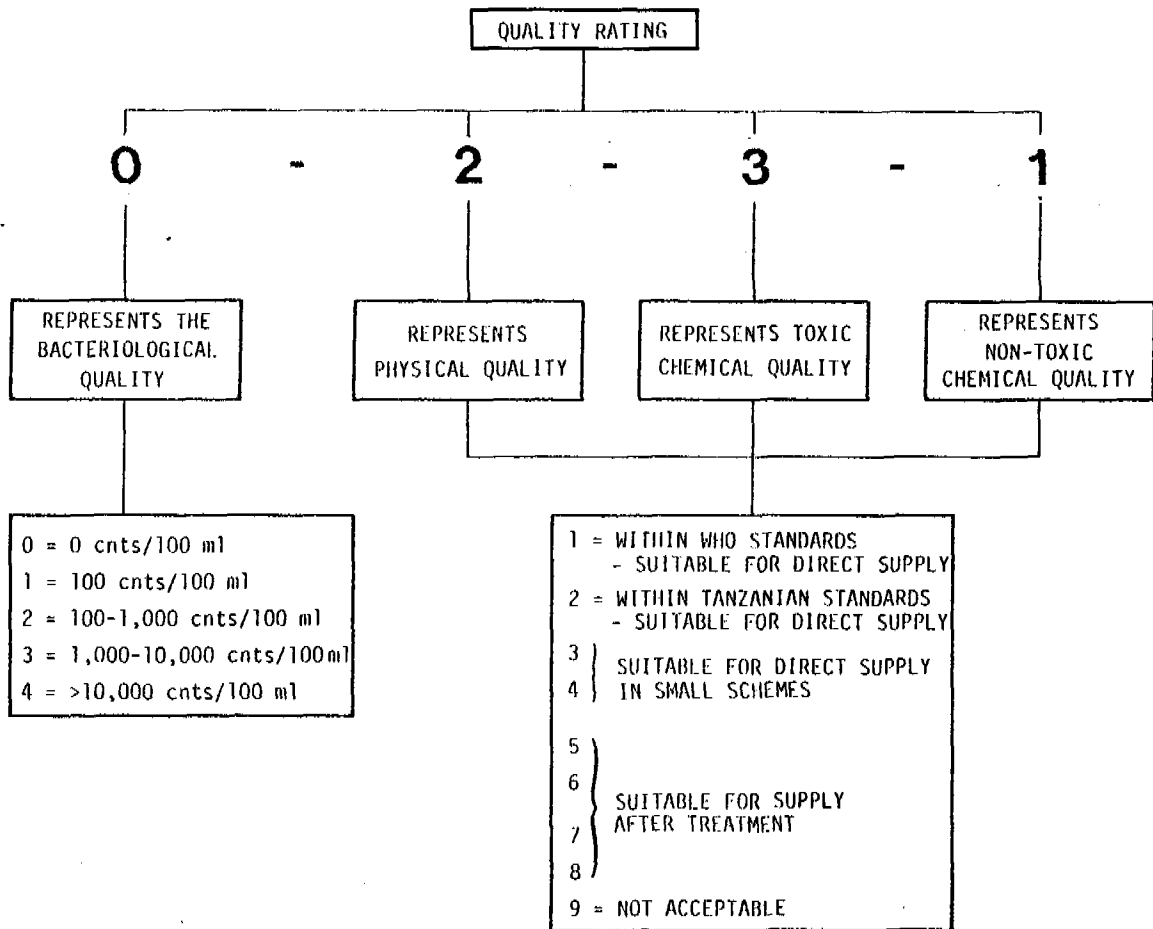 QUALITY RATING
0 - 2 - 3 - 1
REPRESENTS THE
BACTERIOLOGICAL
QUALITY
REPRESENTS
PHYSICAL QUALITY
REPRESENTS TOXIC
CHEMICAL QUALITY
REPRESENTS
NON-TOXIC
CHEMICAL QUALITY
0 = 0 cnts/100 ml
1 = 100 cnts/100 ml
2 = 100-1,000 cnts/100 ml
3 = 1,000-10,000 cnts/100ml
4 = >10,000 cnts/100 ml
1 = WITHIN WHO STANDARDS
- SUITABLE FOR DIRECT SUPPLY
2 = WITHIN TANZANIAN STANDARDS
- SUITABLE FOR DIRECT SUPPLY
3
4
SUITABLE FOR DIRECT SUPPLY
IN SMALL SCHEMES
5
6
7
8
SUITABLE FOR SUPPLY
AFTER TREATMENT
9 = NOT ACCEPTABLE